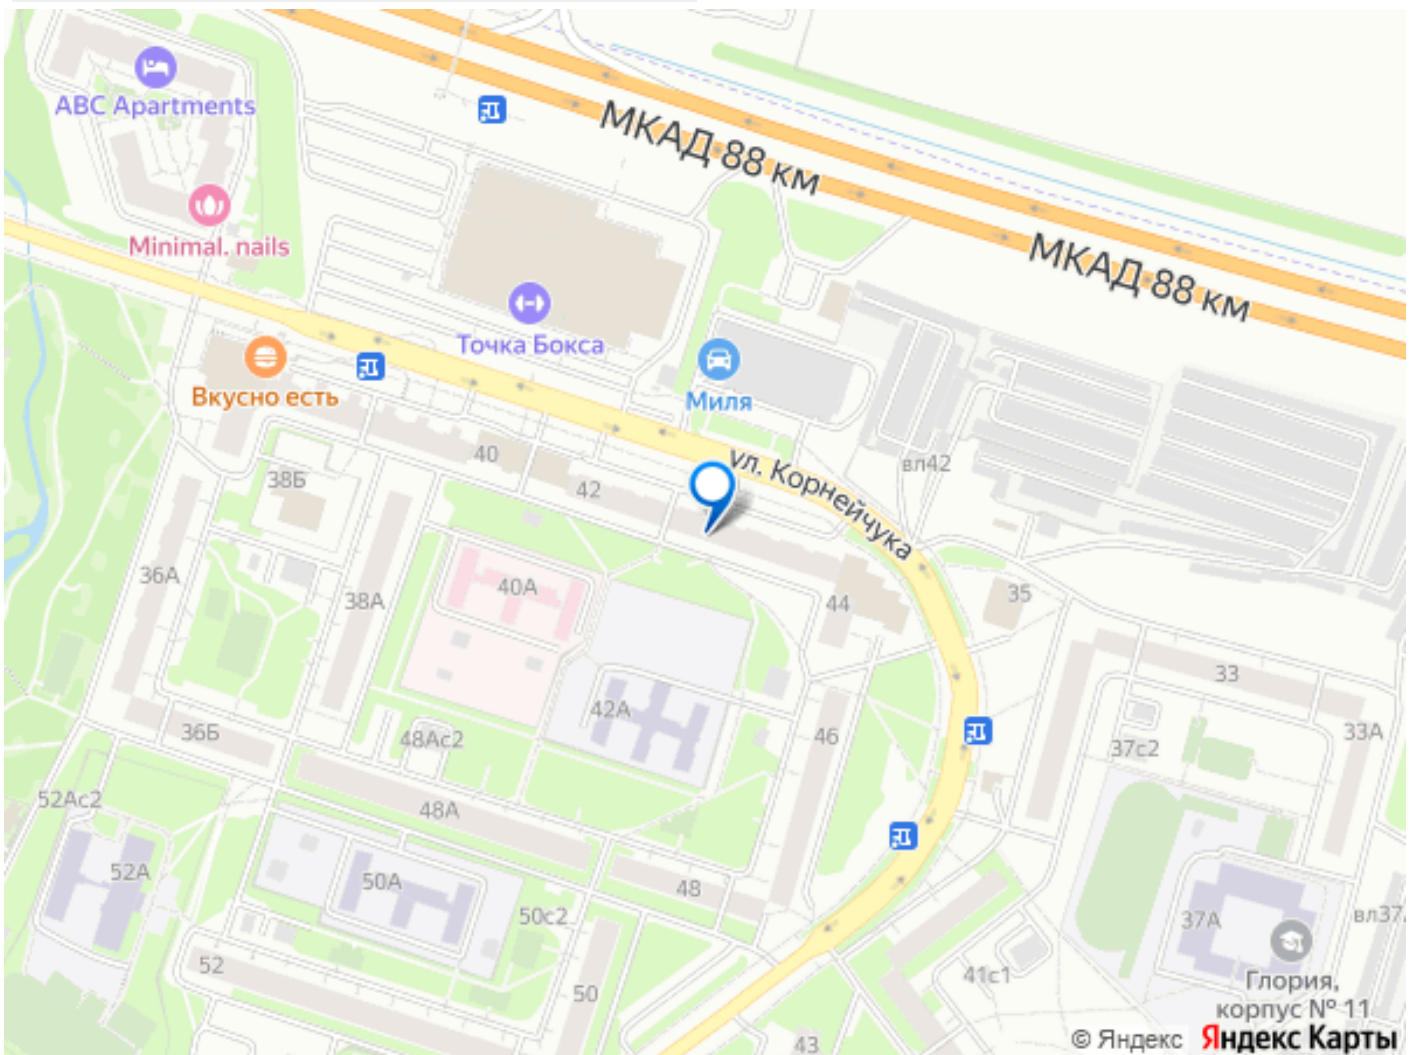 ABC Apartments
МКАД 88 км
Minimal. nails
МКАД 88 км
Точка Бокса
Вкусно есть
Миля
40
ул. Корнейчука
вл42
38Б
42
36А
40А
38А
44
35
33
42А
36Б
48Ас2
46
33А
37с2
52Ас2
48А
52А
50А
48
50с2
37А
вл37
52
41с1
50
Глория,
корпус № 11
43
© Яндекс Яндекс Карты